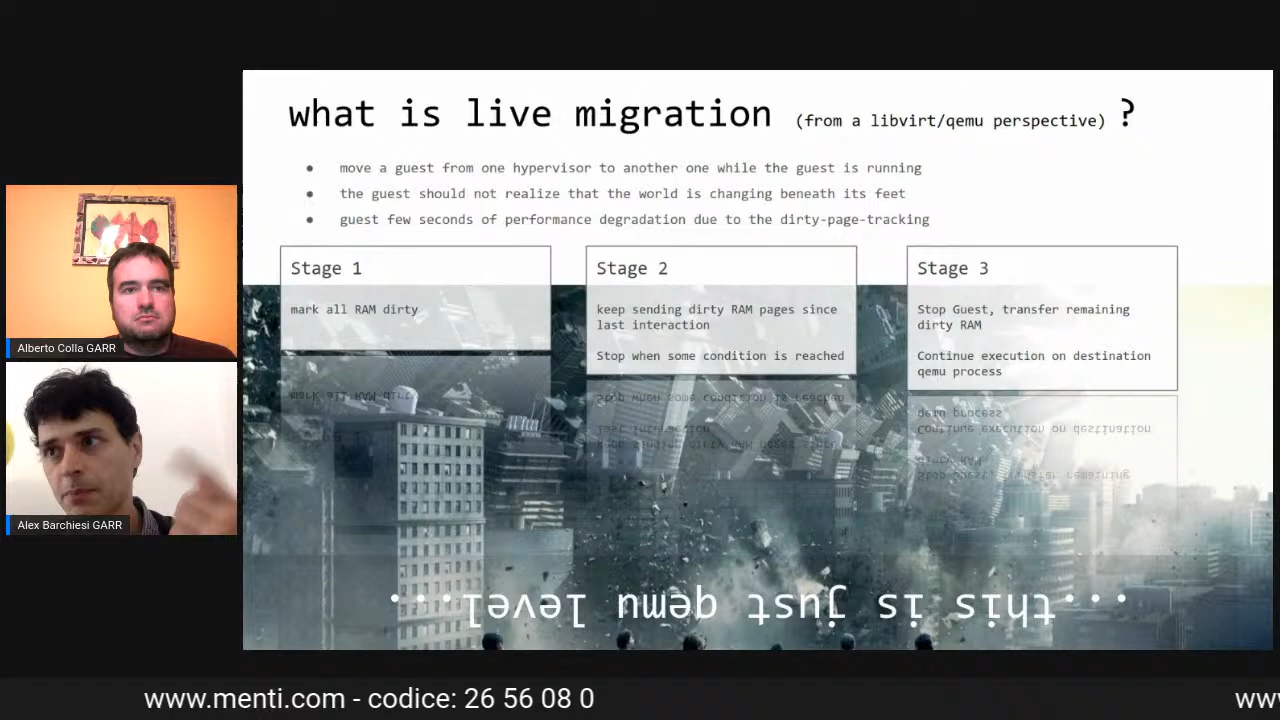 what is live migration (from a libvirt/qemu perspective) ?
● move a guest from one hypervisor to another one while the guest is running
● the guest should not realize that the world is changing beneath its feet
● guest few seconds of performance degradation due to the dirty-page-tracking
Stage 1
mark all RAM dirty
Stage 2
keep sending dirty RAM pages since
last interaction
Stop when some condition is reached
Stage 3
Stop Guest, transfer remaining
dirty RAM
Continue execution on destination
qemu process
...this is just qemu level...
Alberto Colla GARR
Alex Barchiesi GARR
www.menti.com - codice: 26 56 08 0
ww